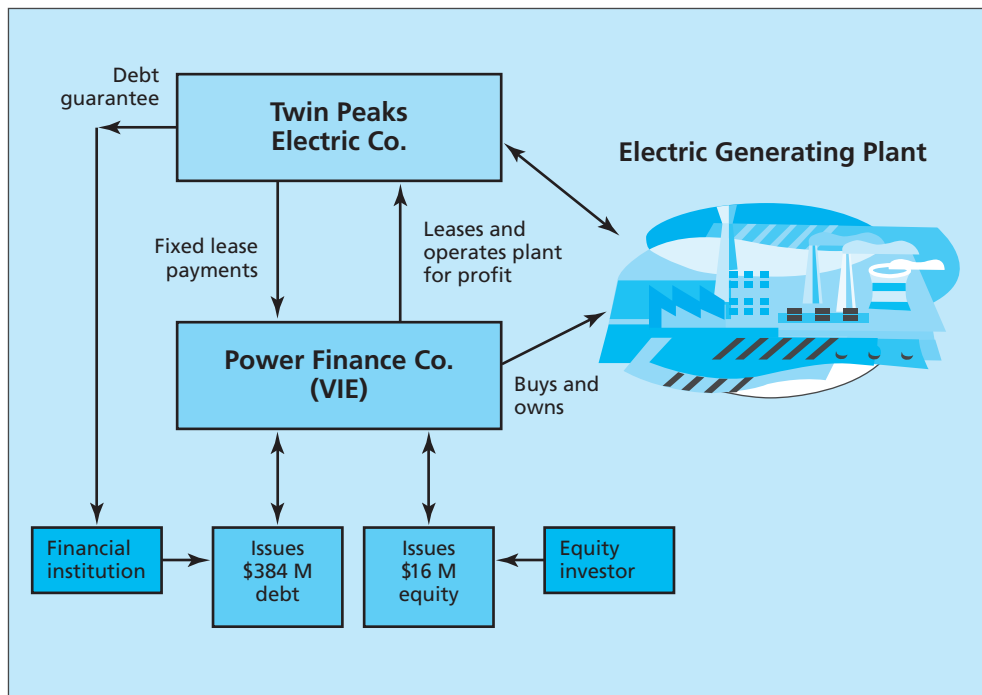 Debt
guarantee
Twin Peaks
Electric Co.
Electric Generating Plant
Fixed lease
payments
Leases and
operates plant
for profit
Power Finance Co.
(VIE)
Buys and
owns
Financial
institution
Issues
$384 M
debt
Issues
$16 M
equity
Equity
investor